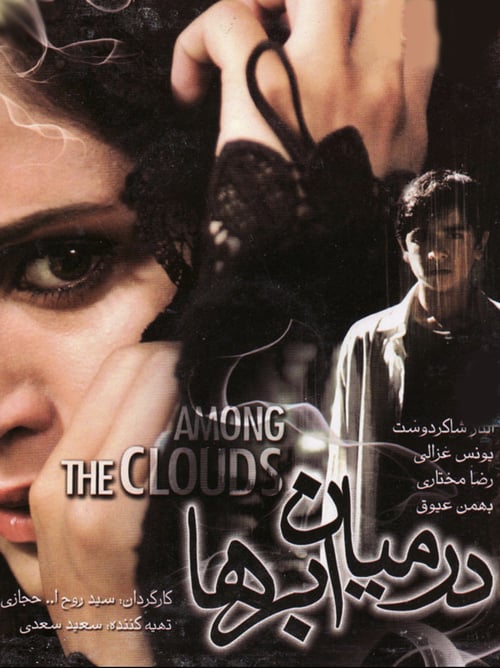 AMONG
THE CLOUDS
الناز شاکردوست
یونس غزالی
رضا مختاری
بهمن عیوق
در میان ابرها
کارگردان: سید روح ا.. حجازی
تهیه کننده: سعید سعدی